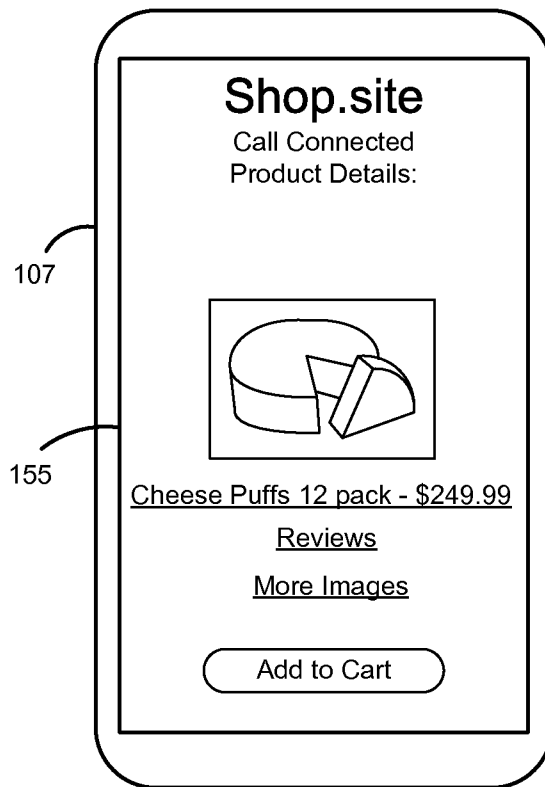 Shop.site
Call Connected
Product Details:
107
155
Cheese Puffs 12 pack - $249.99
Reviews
More Images
Add to Cart